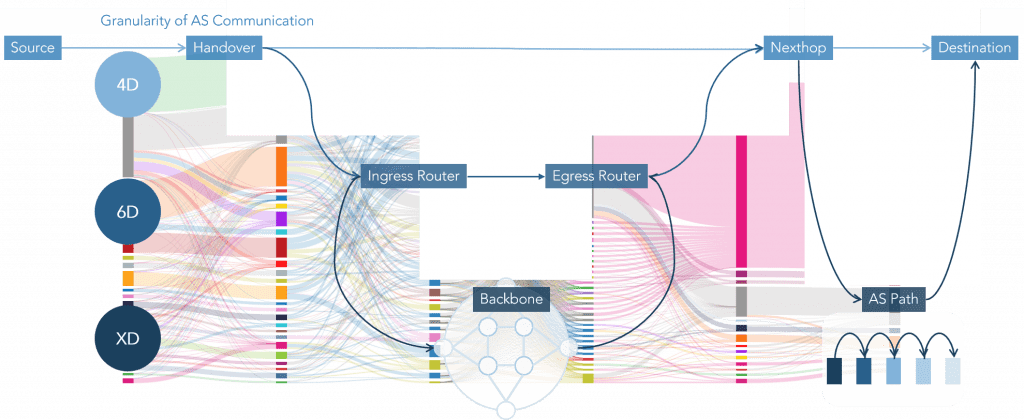 Granularity of AS Communication
Source
Handover
Nexthop
Destination
4D
Ingress Router
Egress Router
6D
Backbone
AS Path
XD